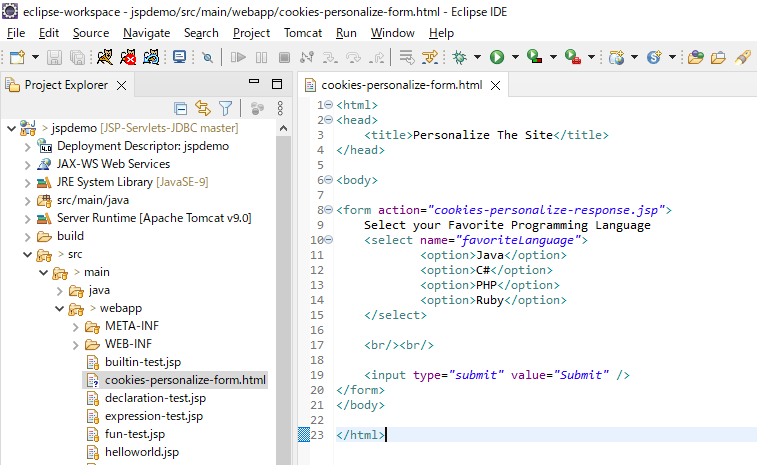 eclipse-workspace - jspdemo/src/main/webapp/cookies-personalize-form.html - Eclipse IDE
File Edit Source Navigate Search Project Tomcat Run Window Help
Project Explorer
> jspdemo [JSP-Servlets-JDBC master]
Deployment Descriptor: jspdemo
JAX-WS Web Services
JRE System Library [JavaSE-9]
> src/main/java
Server Runtime [Apache Tomcat v9.0]
> build
> src
> main
> java
> webapp
META-INF
WEB-INF
builtin-test.jsp
cookies-personalize-form.html
declaration-test.jsp
expression-test.jsp
fun-test.jsp
helloworld.jsp
cookies-personalize-form.html
1 <html>
2 <head>
3 <title>Personalize The Site</title>
4 </head>
5
6 <body>
7
8 <form action="cookies-personalize-response.jsp">
9 Select your Favorite Programming Language
10 <select name="favoriteLanguage">
11 <option>Java</option>
12 <option>C#</option>
13 <option>PHP</option>
14 <option>Ruby</option>
15 </select>
16
17 <br/><br/>
18
19 <input type="submit" value="Submit" />
20 </form>
21 </body>
22
23 </html>